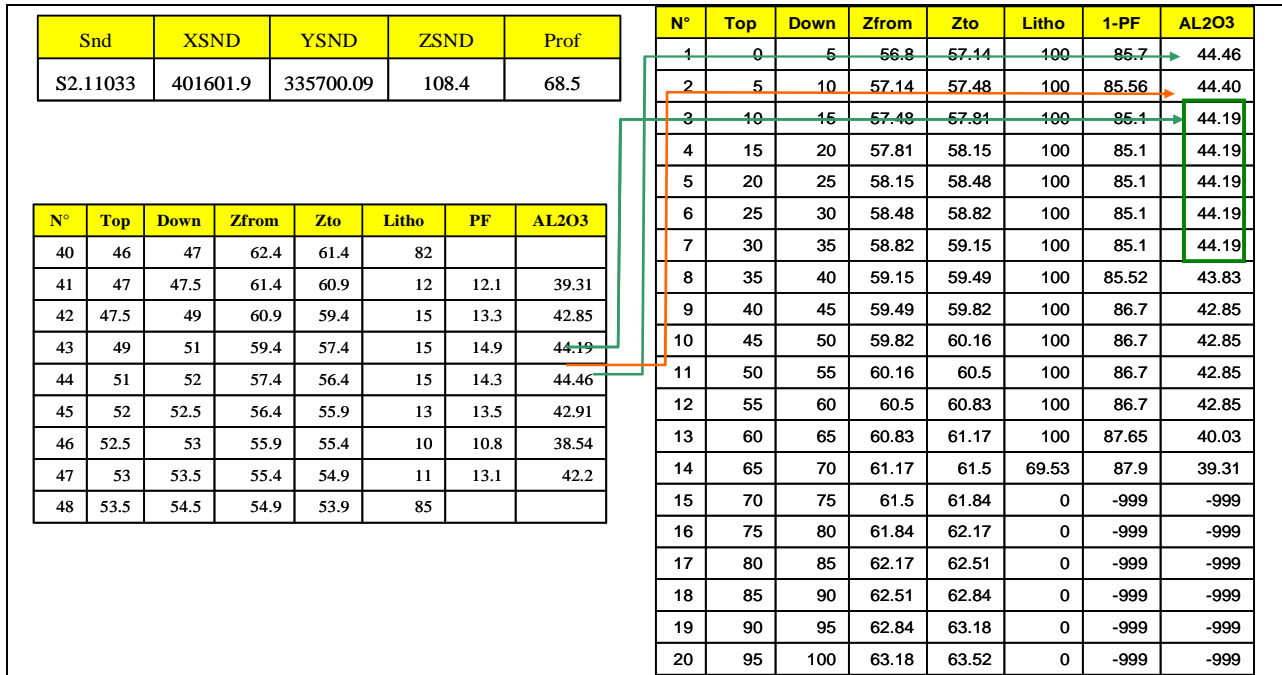 Snd XSND YSND ZSND Prof
S2.11033 401601.9 335700.09 108.4 68.5
N° Top Down Zfrom Zto Litho PF AL2O3
40 46 47 62.4 61.4 82
41 47 47.5 61.4 60.9 12 12.1 39.31
42 47.5 49 60.9 59.4 15 13.3 42.85
43 49 51 59.4 57.4 15 14.9 44.19
44 51 52 57.4 56.4 15 14.3 44.46
45 52 52.5 56.4 55.9 13 13.5 42.91
46 52.5 53 55.9 55.4 10 10.8 38.54
47 53 53.5 55.4 54.9 11 13.1 42.2
48 53.5 54.5 54.9 53.9 85
N° Top Down Zfrom Zto Litho 1-PF AL2O3
1 0 5 56.8 57.14 100 85.7 44.46
2 5 10 57.14 57.48 100 85.56 44.40
3 10 15 57.48 57.81 100 85.1 44.19
4 15 20 57.81 58.15 100 85.1 44.19
5 20 25 58.15 58.48 100 85.1 44.19
6 25 30 58.48 58.82 100 85.1 44.19
7 30 35 58.82 59.15 100 85.1 44.19
8 35 40 59.15 59.49 100 85.52 43.83
9 40 45 59.49 59.82 100 86.7 42.85
10 45 50 59.82 60.16 100 86.7 42.85
11 50 55 60.16 60.5 100 86.7 42.85
12 55 60 60.5 60.83 100 86.7 42.85
13 60 65 60.83 61.17 100 87.65 40.03
14 65 70 61.17 61.5 69.53 87.9 39.31
15 70 75 61.5 61.84 0 -999 -999
16 75 80 61.84 62.17 0 -999 -999
17 80 85 62.17 62.51 0 -999 -999
18 85 90 62.51 62.84 0 -999 -999
19 90 95 62.84 63.18 0 -999 -999
20 95 100 63.18 63.52 0 -999 -999